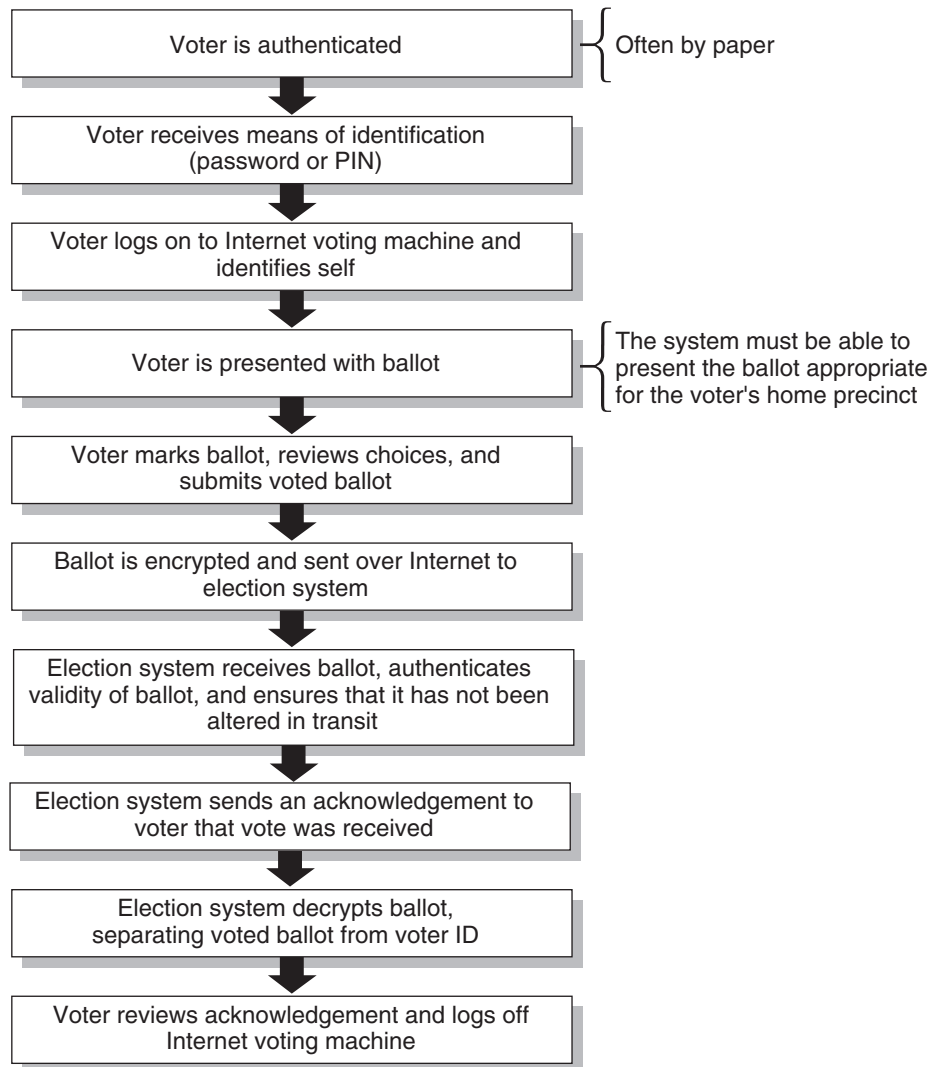 Voter is authenticated
Often by paper
Voter receives means of identification
(password or PIN)
Voter logs on to Internet voting machine and
identifies self
Voter is presented with ballot
The system must be able to
present the ballot appropriate
for the voter's home precinct
Voter marks ballot, reviews choices, and
submits voted ballot
Ballot is encrypted and sent over Internet to
election system
Election system receives ballot, authenticates
validity of ballot, and ensures that it has not been
altered in transit
Election system sends an acknowledgement to
voter that vote was received
Election system decrypts ballot,
separating voted ballot from voter ID
Voter reviews acknowledgement and logs off
Internet voting machine